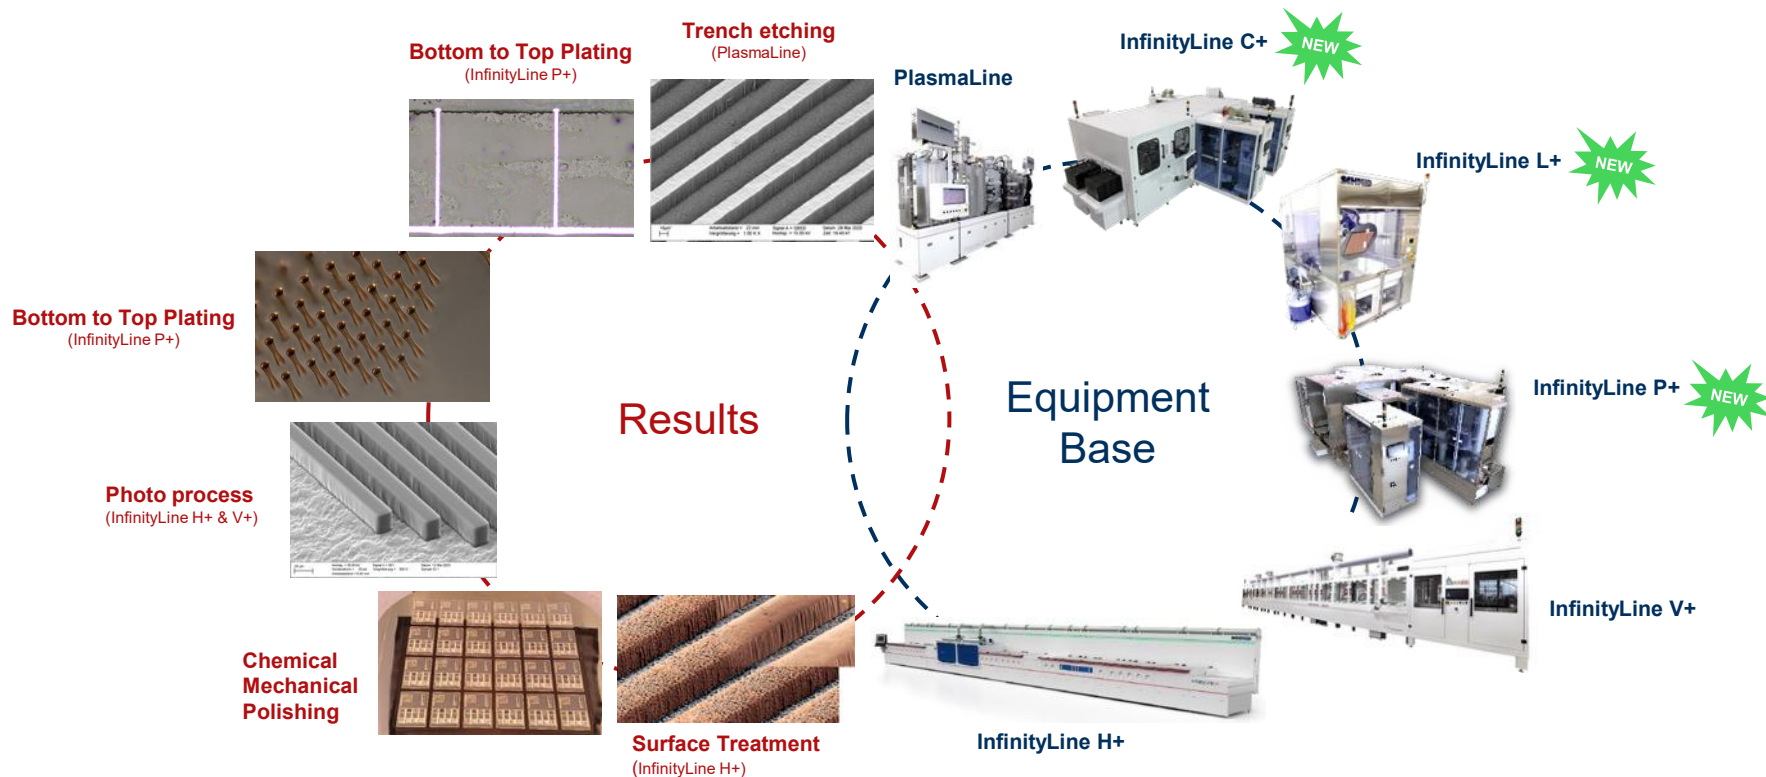 Trench etching
(PlasmaLine)
Bottom to Top Plating
(InfinityLine P+)
Bottom to Top Plating
(InfinityLine P+)
Photo process
(InfinityLine H+ & V+)
Chemical
Mechanical
Polishing
Surface Treatment
(InfinityLine H+)
Results
Equipment
Base
PlasmaLine
InfinityLine C+
NEW
InfinityLine L+
NEW
InfinityLine P+
NEW
InfinityLine V+
InfinityLine H+